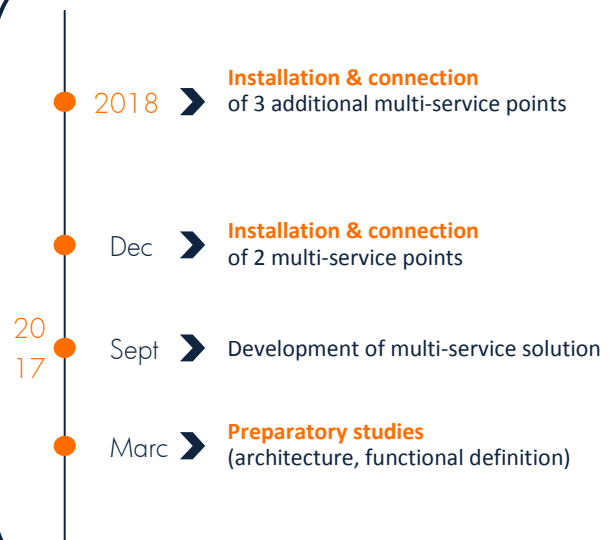 2018
Installation & connection
of 3 additional multi-service points
Dec
Installation & connection
of 2 multi-service points
20
17
Sept
Development of multi-service solution
Marc
Preparatory studies
(architecture, functional definition)